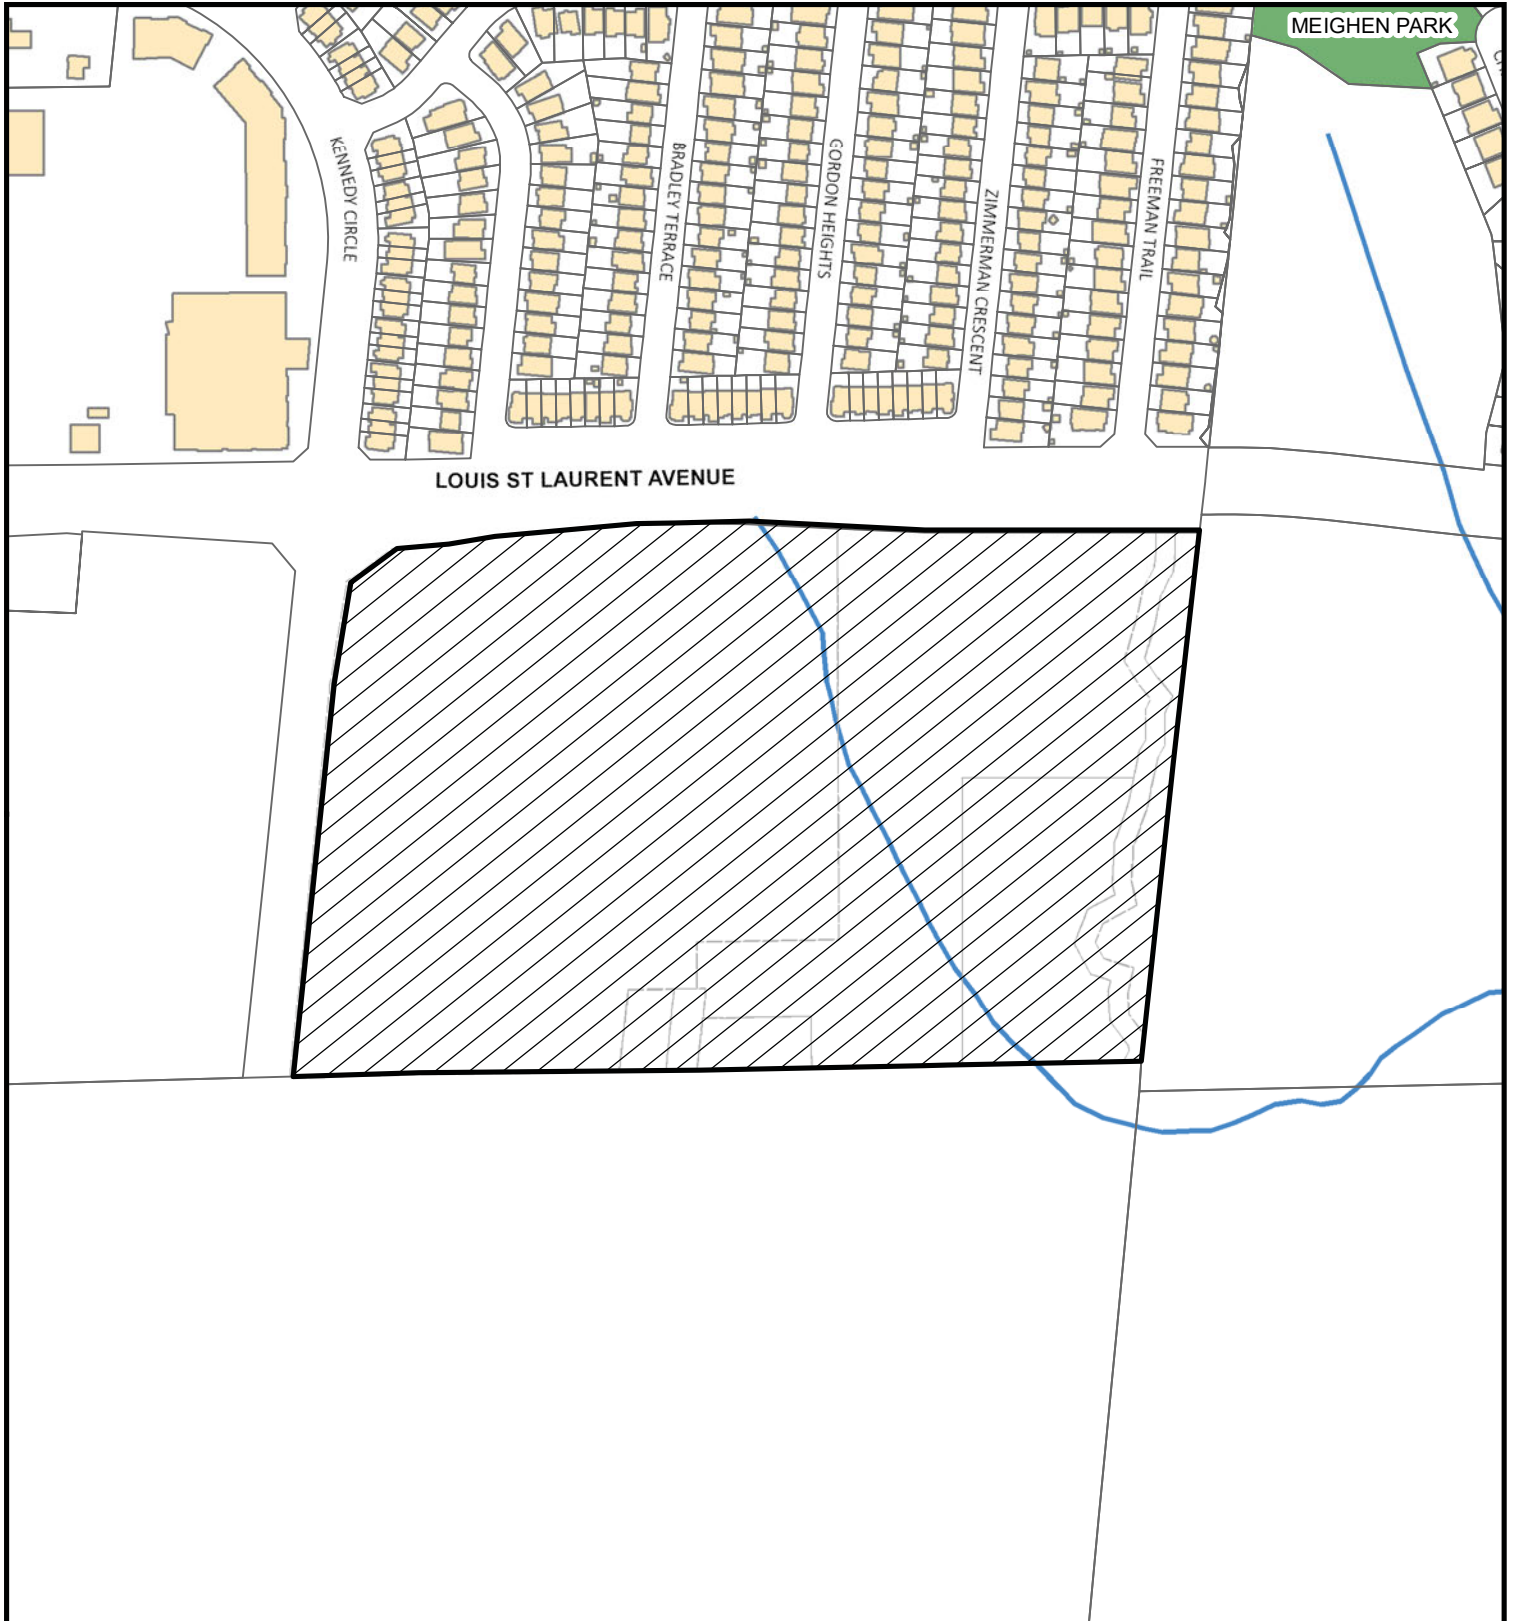 MEIGHEN PARK
KENNEDY CIRCLE
BRADLEY TERRACE
GORDON HEIGHTS
ZIMMERMAN CRESCENT
FREEMAN TRAIL
LOUIS ST LAURENT AVENUE